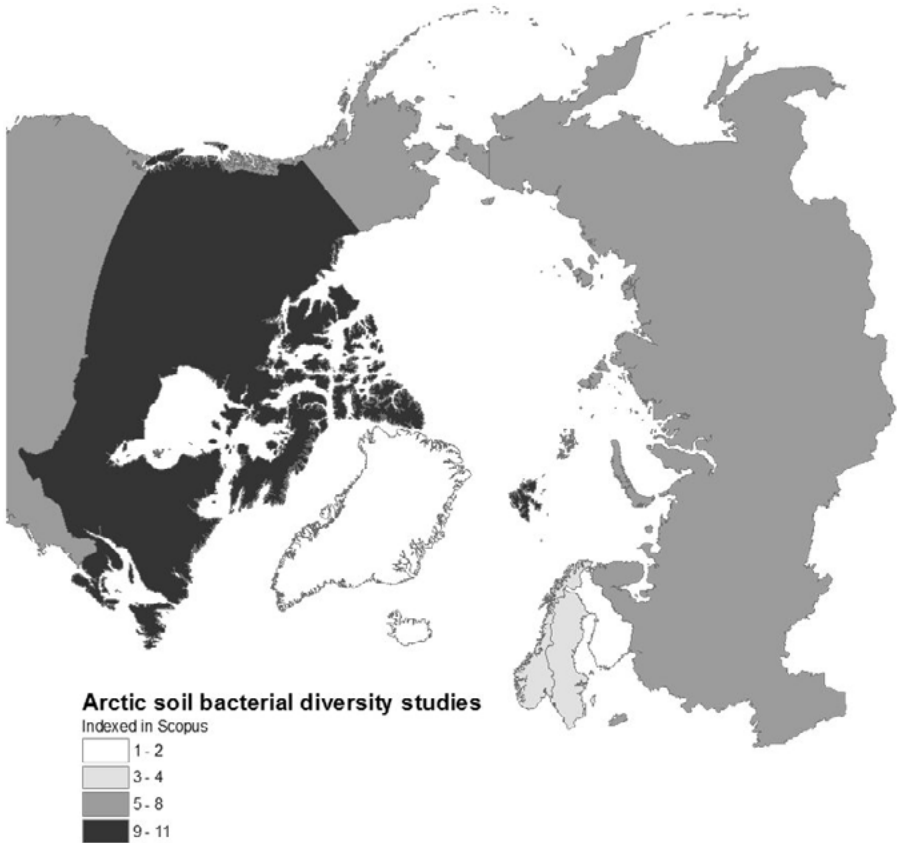 Arctic soil bacterial diversity studies
Indexed in Scopus
1 - 2
3 - 4
5 - 8
9 - 11